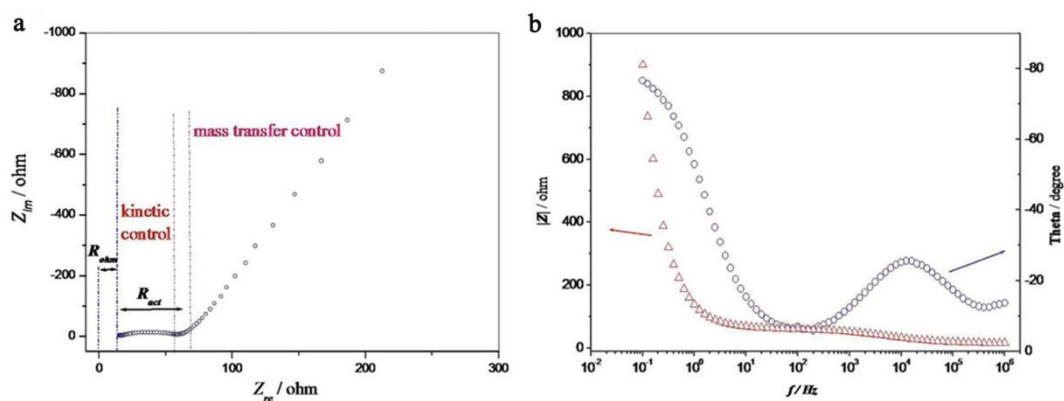 a
-1000
-800
-600
-400
-200
0
Z_im / ohm
0
100
200
300
Z_re / ohm
mass transfer control
kinetic
control
R_ohm
R_act
b
1000
800
600
400
200
0
|Z| / ohm
-80
-60
-40
-20
0
Theta / degree
10^-2
10^-1
10^0
10^1
10^2
10^3
10^4
10^5
10^6
f / Hz